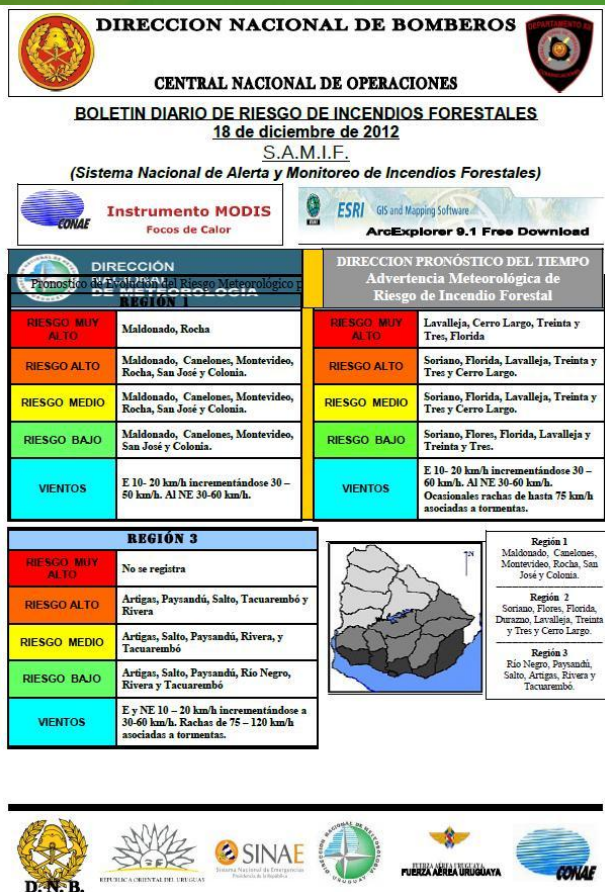 DIRECCION NACIONAL DE BOMBEROS
CENTRAL NACIONAL DE OPERACIONES
BOLETIN DIARIO DE RIESGO DE INCENDIOS FORESTALES
18 de diciembre de 2012
S.A.M.I.F.
(Sistema Nacional de Alerta y Monitoreo de Incendios Forestales)
CONAE
Instrumento MODIS
Focos de Calor
ESRI GIS and Mapping Software
ArcExplorer 9.1 Free Download
DIRECCIÓN
NACIONAL
DE METEOROLOGÍA
Pronostico de Evolución del Riesgo Meteorológico p
DIRECCION PRONÓSTICO DEL TIEMPO
Advertencia Meteorológica de
Riesgo de Incendio Forestal
REGIÓN 1
RIESGO MUY
ALTO
Maldonado, Rocha
RIESGO ALTO
Maldonado, Canelones, Montevideo,
Rocha, San José y Colonia.
RIESGO MEDIO
Maldonado, Canelones, Montevideo,
Rocha, San José y Colonia.
RIESGO BAJO
Maldonado, Canelones, Montevideo,
San José y Colonia.
VIENTOS
E 10- 20 km/h incrementándose 30 –
50 km/h. Al NE 30-60 km/h.
RIESGO MUY
ALTO
Lavalleja, Cerro Largo, Treinta y
Tres, Florida
RIESGO ALTO
Soriano, Florida, Lavalleja, Treinta y
Tres y Cerro Largo.
RIESGO MEDIO
Soriano, Florida, Lavalleja, Treinta y
Tres y Cerro Largo.
RIESGO BAJO
Soriano, Flores, Florida, Lavalleja y
Treinta y Tres.
VIENTOS
E 10- 20 km/h incrementándose 30 –
60 km/h. Al NE 30-60 km/h.
Ocasionales rachas de hasta 75 km/h
asociadas a tormentas.
REGIÓN 3
RIESGO MUY
ALTO
No se registra
RIESGO ALTO
Artigas, Paysandú, Salto, Tacuarembó y
Rivera
RIESGO MEDIO
Artigas, Salto, Paysandú, Rivera, y
Tacuarembó
RIESGO BAJO
Artigas, Salto, Paysandú, Río Negro,
Rivera y Tacuarembó
VIENTOS
E y NE 10 – 20 km/h incrementándose a
30-60 km/h. Rachas de 75 – 120 km/h
asociadas a tormentas.
N
Región 1
Maldonado, Canelones,
Montevideo, Rocha, San
José y Colonia.
Región 2
Soriano, Flores, Florida,
Durazno, Lavalleja, Treinta
y Tres y Cerro Largo.
Región 3
Río Negro, Paysandú,
Salto, Artigas, Rivera y
Tacuarembó.
D.N.B.
REPÚBLICA ORIENTAL DEL URUGUAY
SINAE
Sistema Nacional de Emergencias
Presidencia de la República
FUERZA AÉREA URUGUAYA
CONAE